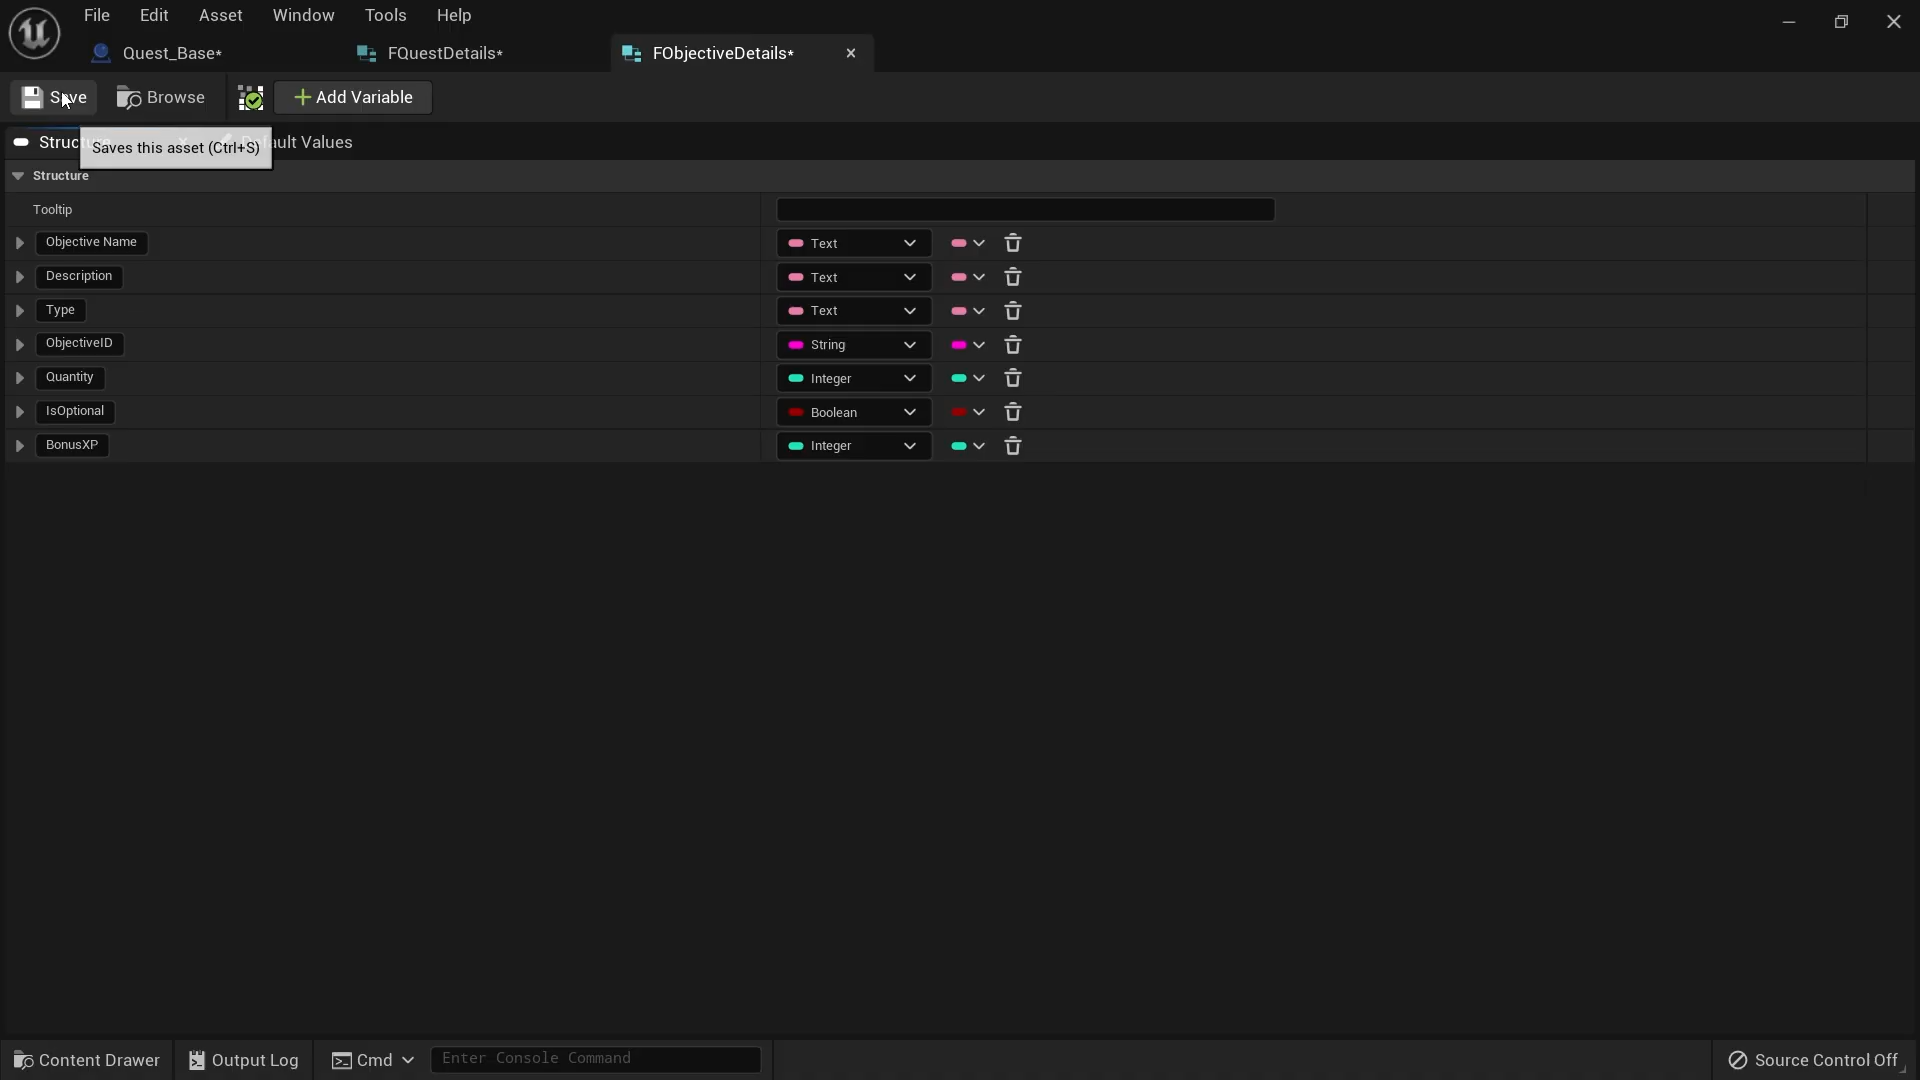 File Edit Asset Window Tools Help
Quest_Base* FQuestDetails* FObjectiveDetails*
Save Browse Add Variable
Saves this asset (Ctrl+S)
Values
Structure
Tooltip
Objective Name Text
Description Text
Type Text
ObjectiveID String
Quantity Integer
IsOptional Boolean
BonusXP Integer
Content Drawer Output Log Cmd Enter Console Command Source Control Off